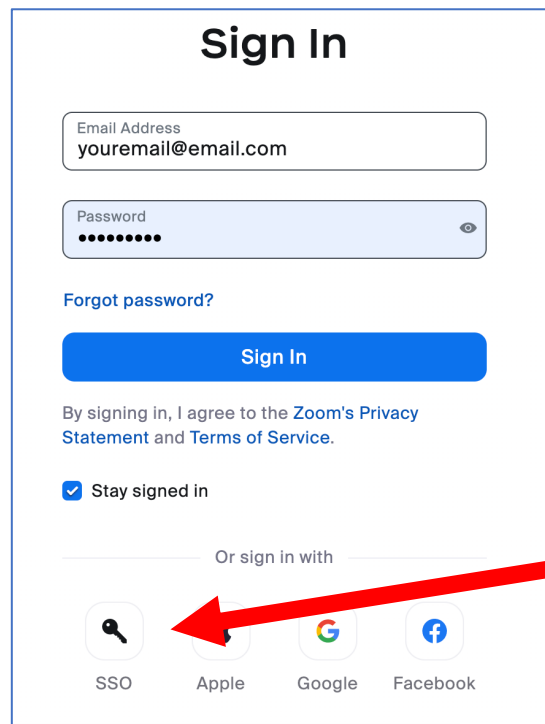 Sign In
Email Address
youremail@email.com
Password
Forgot password?
Sign In
By signing in, I agree to the Zoom's Privacy
Statement and Terms of Service.
Stay signed in
Or sign in with
SSO Apple Google Facebook